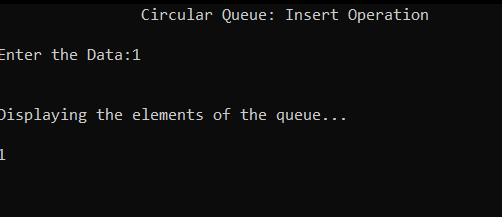 Circular Queue: Insert Operation
Enter the Data:1
Displaying the elements of the queue...
1